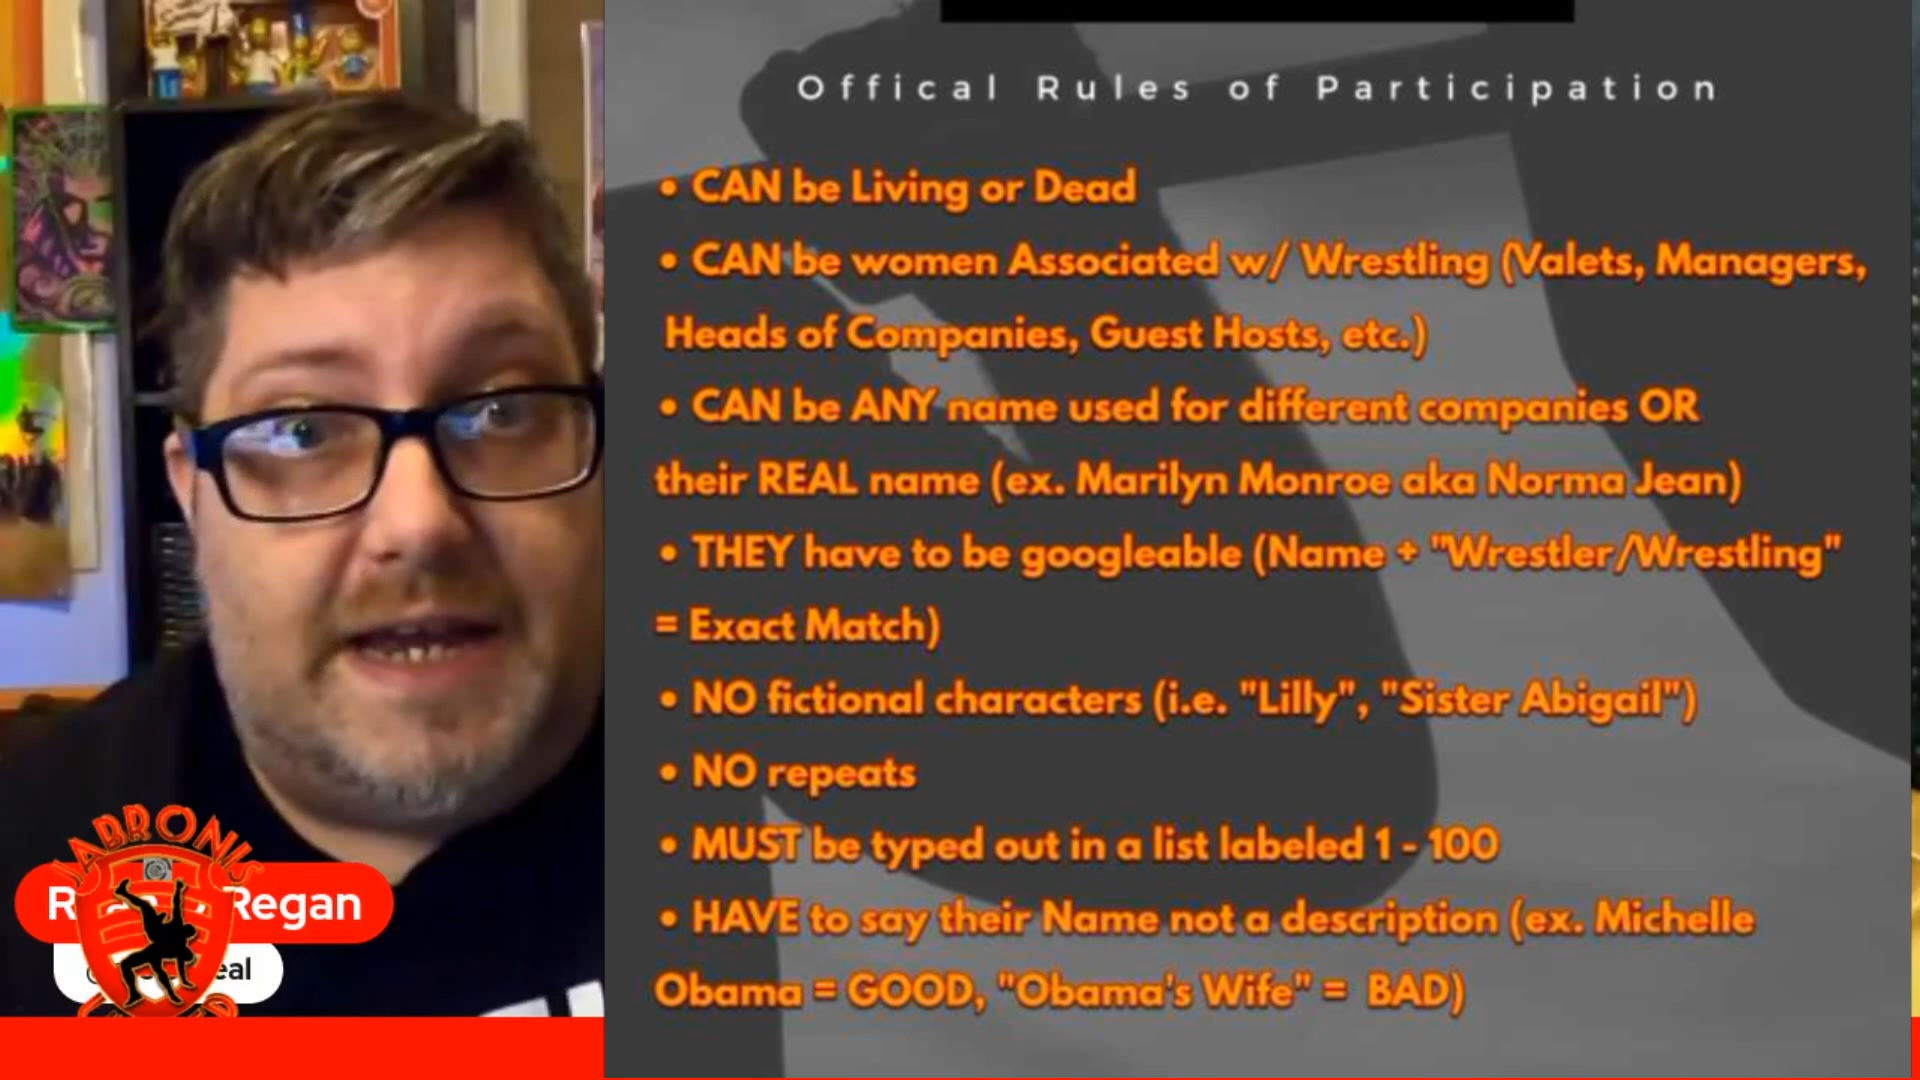 Offical Rules of Participation
• CAN be Living or Dead
• CAN be women Associated w/ Wrestling (Valets, Managers,
Heads of Companies, Guest Hosts, etc.)
• CAN be ANY name used for different companies OR
their REAL name (ex. Marilyn Monroe aka Norma Jean)
• THEY have to be googleable (Name + "Wrestler/Wrestling"
= Exact Match)
• NO fictional characters (i.e. "Lilly", "Sister Abigail")
• NO repeats
• MUST be typed out in a list labeled 1 - 100
• HAVE to say their Name not a description (ex. Michelle
Obama = GOOD, "Obama's Wife" = BAD)
JABRONIS
Regan